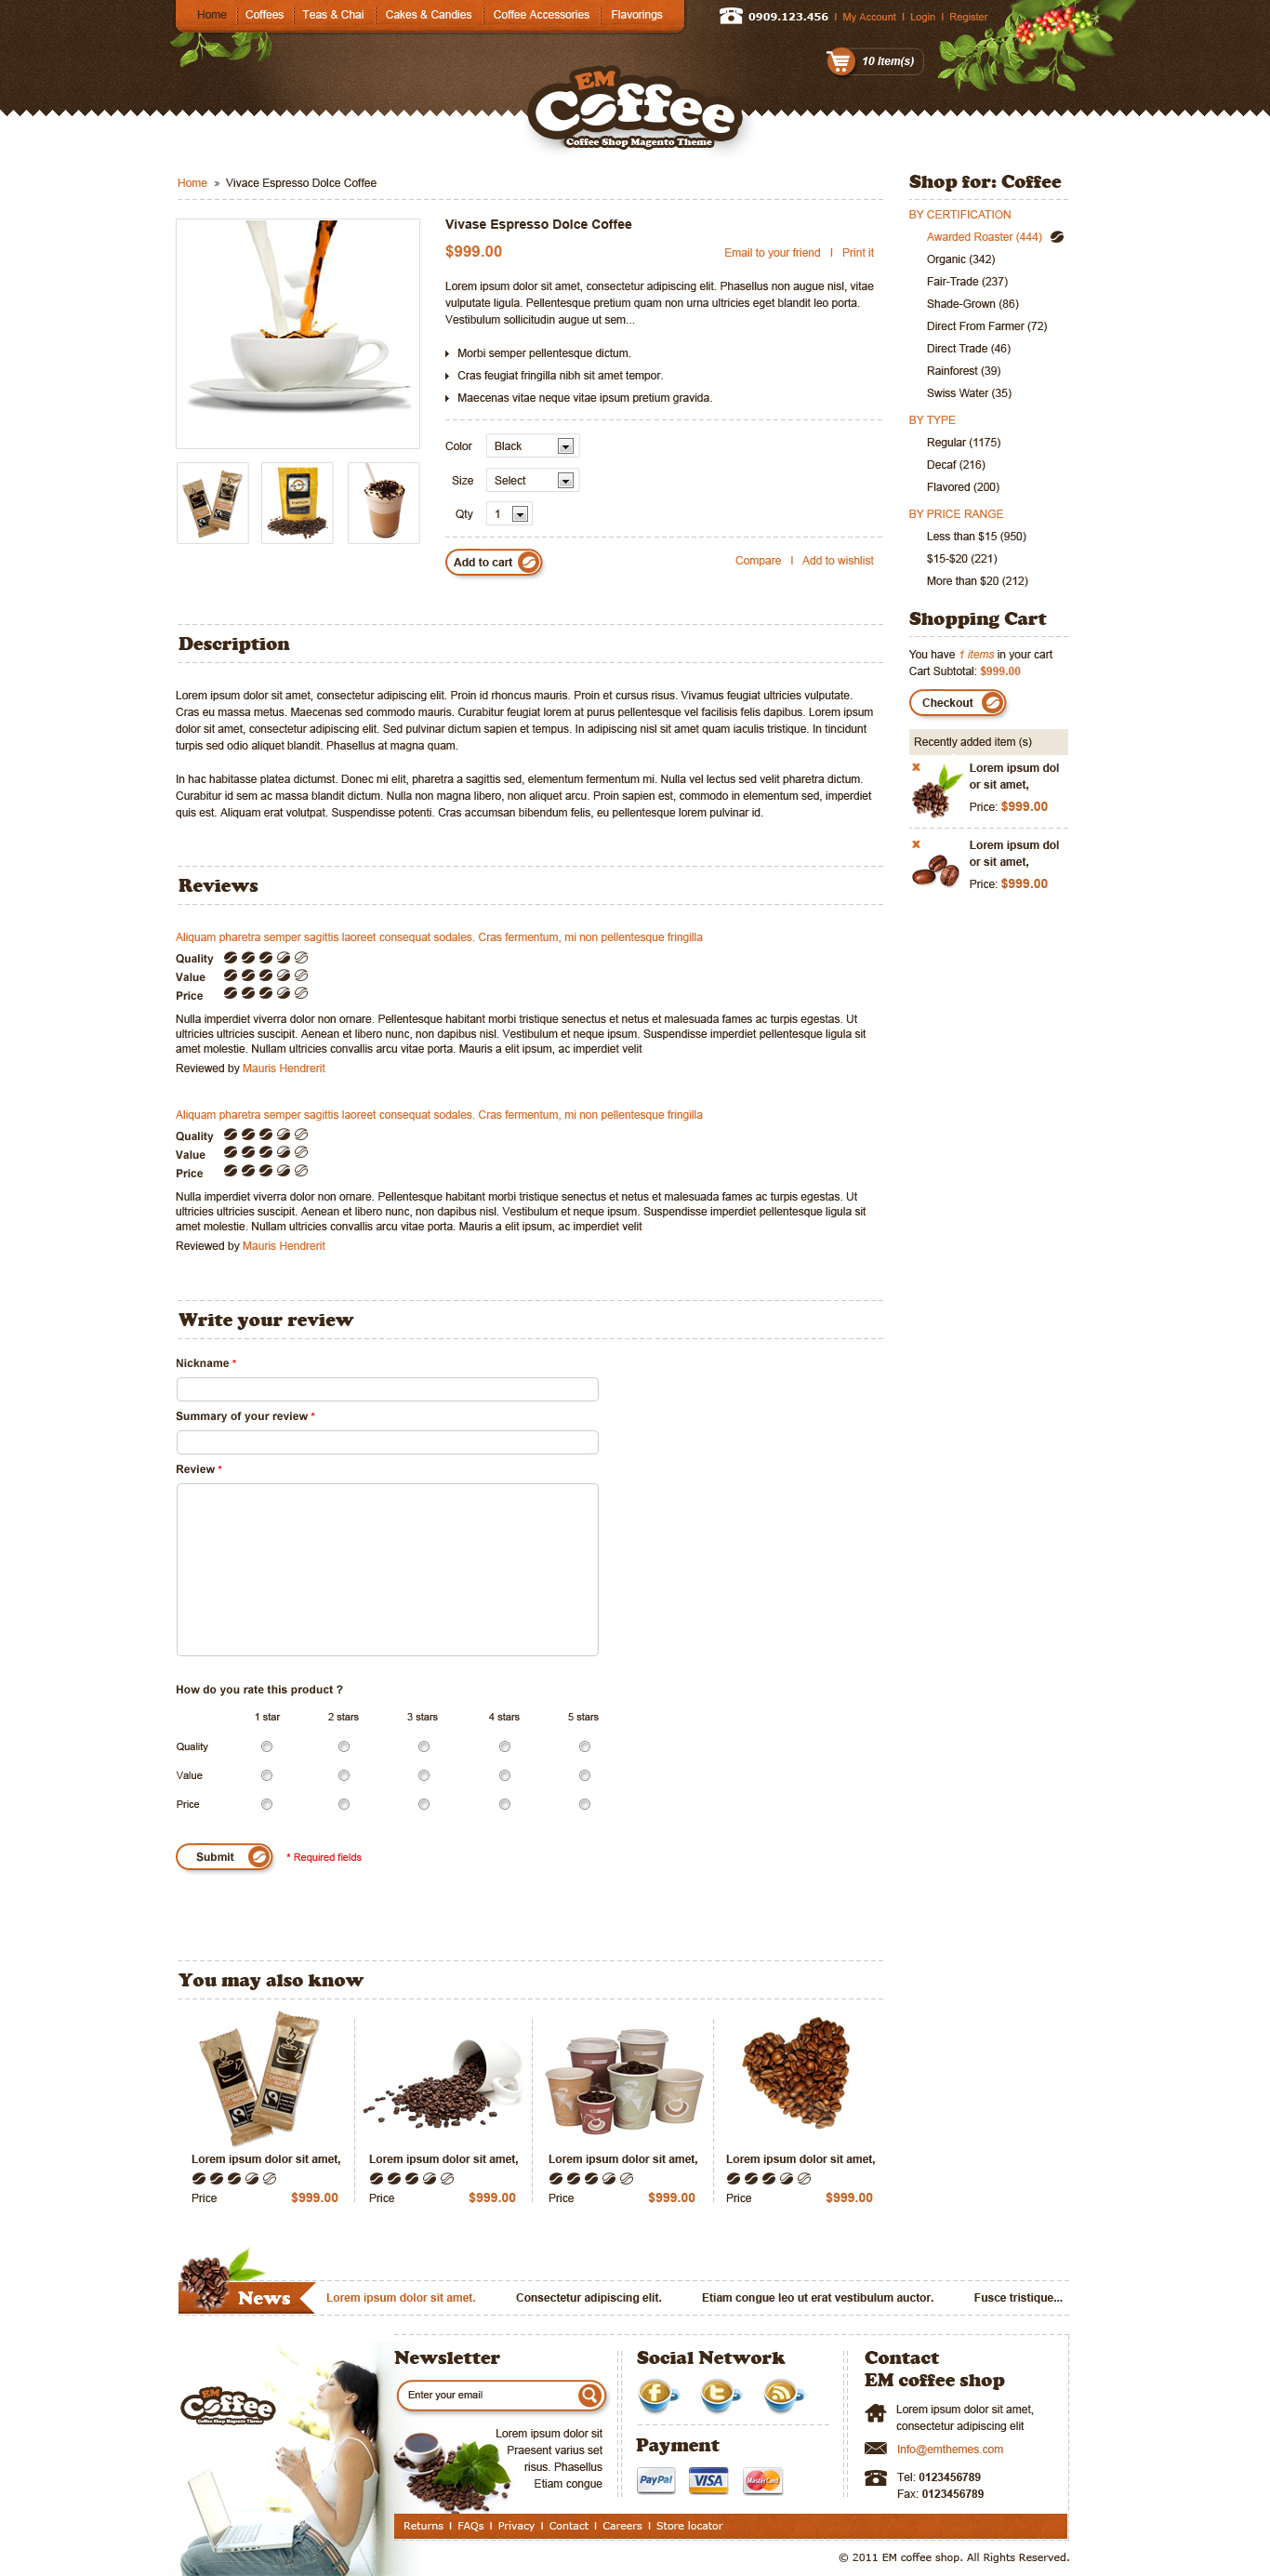 Home Coffees Teas & Chai Cakes & Candies Coffee Accessories Flavorings
0909.123.456 I My Account I Login I Register
10 Item(s)
EM
Coffee
Coffee Shop Magento Theme
Home » Vivace Espresso Dolce Coffee
Vivase Espresso Dolce Coffee
$999.00
Email to your friend I Print it
Lorem ipsum dolor sit amet, consectetur adipiscing elit. Phasellus non augue nisl, vitae
vulputate ligula. Pellentesque pretium quam non urna ultricies eget blandit leo porta.
Vestibulum sollicitudin augue ut sem...
Morbi semper pellentesque dictum.
Cras feugiat fringilla nibh sit amet tempor.
Maecenas vitae neque vitae ipsum pretium gravida.
Color Black
Size Select
Qty 1
Add to cart
Compare I Add to wishlist
Shop for: Coffee
BY CERTIFICATION
Awarded Roaster (444)
Organic (342)
Fair-Trade (237)
Shade-Grown (86)
Direct From Farmer (72)
Direct Trade (46)
Rainforest (39)
Swiss Water (35)
BY TYPE
Regular (1175)
Decaf (216)
Flavored (200)
BY PRICE RANGE
Less than $15 (950)
$15-$20 (221)
More than $20 (212)
Shopping Cart
You have 1 items in your cart
Cart Subtotal: $999.00
Checkout
Recently added item (s)
x Lorem ipsum dol
or sit amet,
Price: $999.00
x Lorem ipsum dol
or sit amet,
Price: $999.00
Description
Lorem ipsum dolor sit amet, consectetur adipiscing elit. Proin id rhoncus mauris. Proin et cursus risus. Vivamus feugiat ultricies vulputate.
Cras eu massa metus. Maecenas sed commodo mauris. Curabitur feugiat lorem at purus pellentesque vel facilisis felis dapibus. Lorem ipsum
dolor sit amet, consectetur adipiscing elit. Sed pulvinar dictum sapien et tempus. In adipiscing nisl sit amet quam iaculis tristique. In tincidunt
turpis sed odio aliquet blandit. Phasellus at magna quam.
In hac habitasse platea dictumst. Donec mi elit, pharetra a sagittis sed, elementum fermentum mi. Nulla vel lectus sed velit pharetra dictum.
Curabitur id sem ac massa blandit dictum. Nulla non magna libero, non aliquet arcu. Proin sapien est, commodo in elementum sed, imperdiet
quis est. Aliquam erat volutpat. Suspendisse potenti. Cras accumsan bibendum felis, eu pellentesque lorem pulvinar id.
Reviews
Aliquam pharetra semper sagittis laoreet consequat sodales. Cras fermentum, mi non pellentesque fringilla
Quality
Value
Price
Nulla imperdiet viverra dolor non ornare. Pellentesque habitant morbi tristique senectus et netus et malesuada fames ac turpis egestas. Ut
ultricies ultricies suscipit. Aenean et libero nunc, non dapibus nisl. Vestibulum et neque ipsum. Suspendisse imperdiet pellentesque ligula sit
amet molestie. Nullam ultricies convallis arcu vitae porta. Mauris a elit ipsum, ac imperdiet velit
Reviewed by Mauris Hendrerit
Aliquam pharetra semper sagittis laoreet consequat sodales. Cras fermentum, mi non pellentesque fringilla
Quality
Value
Price
Nulla imperdiet viverra dolor non ornare. Pellentesque habitant morbi tristique senectus et netus et malesuada fames ac turpis egestas. Ut
ultricies ultricies suscipit. Aenean et libero nunc, non dapibus nisl. Vestibulum et neque ipsum. Suspendisse imperdiet pellentesque ligula sit
amet molestie. Nullam ultricies convallis arcu vitae porta. Mauris a elit ipsum, ac imperdiet velit
Reviewed by Mauris Hendrerit
Write your review
Nickname *
Summary of your review *
Review *
How do you rate this product ?
1 star 2 stars 3 stars 4 stars 5 stars
Quality
Value
Price
Submit * Required fields
You may also know
Lorem ipsum dolor sit amet, Lorem ipsum dolor sit amet, Lorem ipsum dolor sit amet, Lorem ipsum dolor sit amet,
Price $999.00 Price $999.00 Price $999.00 Price $999.00
News Lorem ipsum dolor sit amet. Consectetur adipiscing elit. Etiam congue leo ut erat vestibulum auctor. Fusce tristique...
EM
Coffee
Coffee Shop Magento Theme
Newsletter
Enter your email
Lorem ipsum dolor sit
Praesent varius set
risus. Phasellus
Etiam congue
Social Network
Payment
PayPal VISA MasterCard
Contact
EM coffee shop
Lorem ipsum dolor sit amet,
consectetur adipiscing elit
Info@emthemes.com
Tel: 0123456789
Fax: 0123456789
Returns I FAQs I Privacy I Contact I Careers I Store locator
© 2011 EM coffee shop. All Rights Reserved.